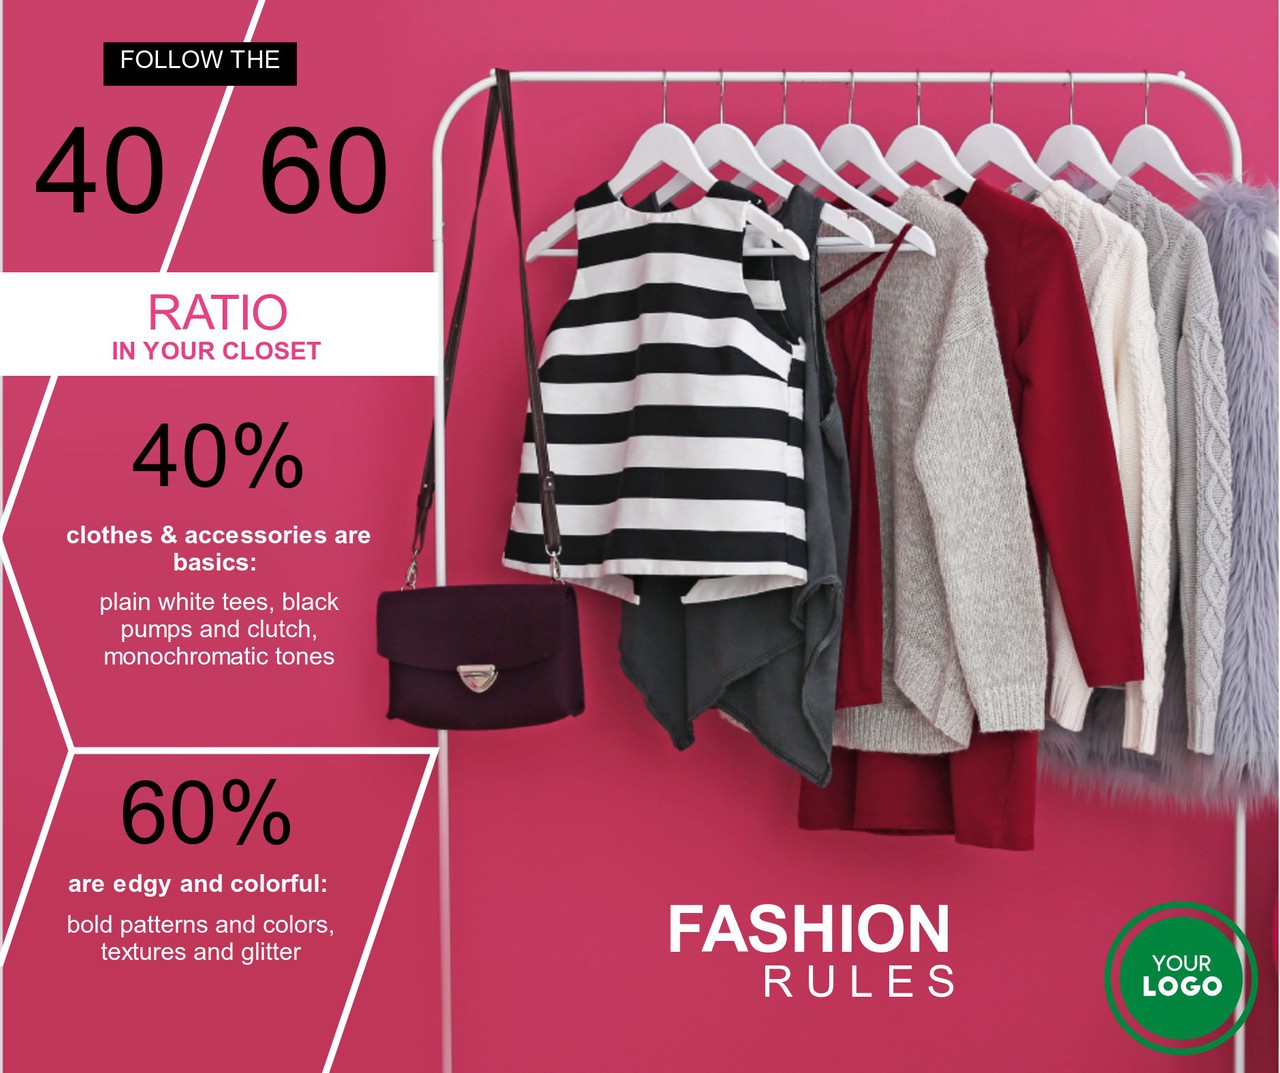 FOLLOW THE
40 60
RATIO
IN YOUR CLOSET
40%
clothes & accessories are
basics:
plain white tees, black
pumps and clutch,
monochromatic tones
60%
are edgy and colorful:
bold patterns and colors,
textures and glitter
FASHION
RULES
YOUR
LOGO